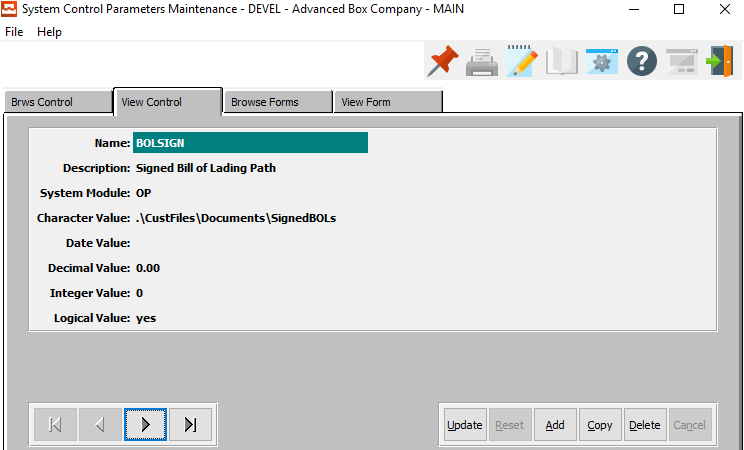 System Control Parameters Maintenance - DEVEL - Advanced Box Company - MAIN
File Help
Brws Control View Control Browse Forms View Form
Name: BOLSIGN
Description: Signed Bill of Lading Path
System Module: OP
Character Value: .\CustFiles\Documents\SignedBOLs
Date Value:
Decimal Value: 0.00
Integer Value: 0
Logical Value: yes
Update Reset Add Copy Delete Cancel